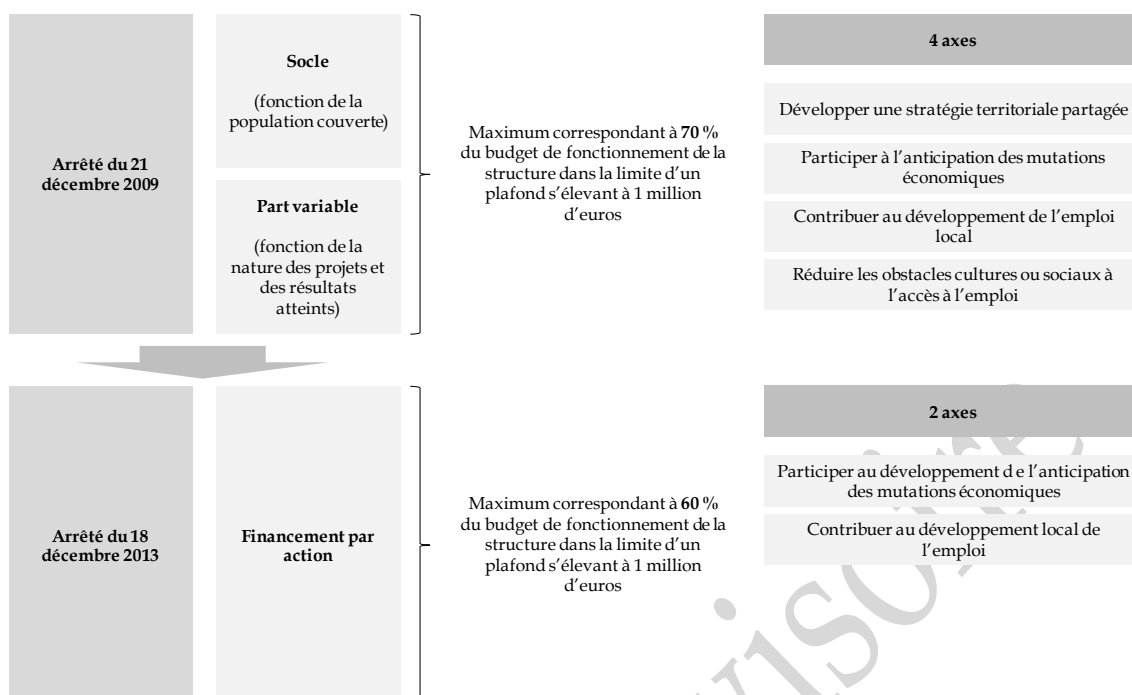 Arrêté du 21
décembre 2009
Socle
(fonction de la
population couverte)
Part variable
(fonction de la
nature des projets et
des résultats
atteints)
Maximum correspondant à 70 %
du budget de fonctionnement de la
structure dans la limite d'un
plafond s'élevant à 1 million
d'euros
4 axes
Développer une stratégie territoriale partagée
Participer à l'anticipation des mutations
économiques
Contribuer au développement de l'emploi
local
Réduire les obstacles cultures ou sociaux à
l'accès à l'emploi
Arrêté du 18
décembre 2013
Financement par
action
Maximum correspondant à 60 %
du budget de fonctionnement de la
structure dans la limite d'un
plafond s'élevant à 1 million
d'euros
2 axes
Participer au développement d e l'anticipation
des mutations économiques
Contribuer au développement local de
l'emploi